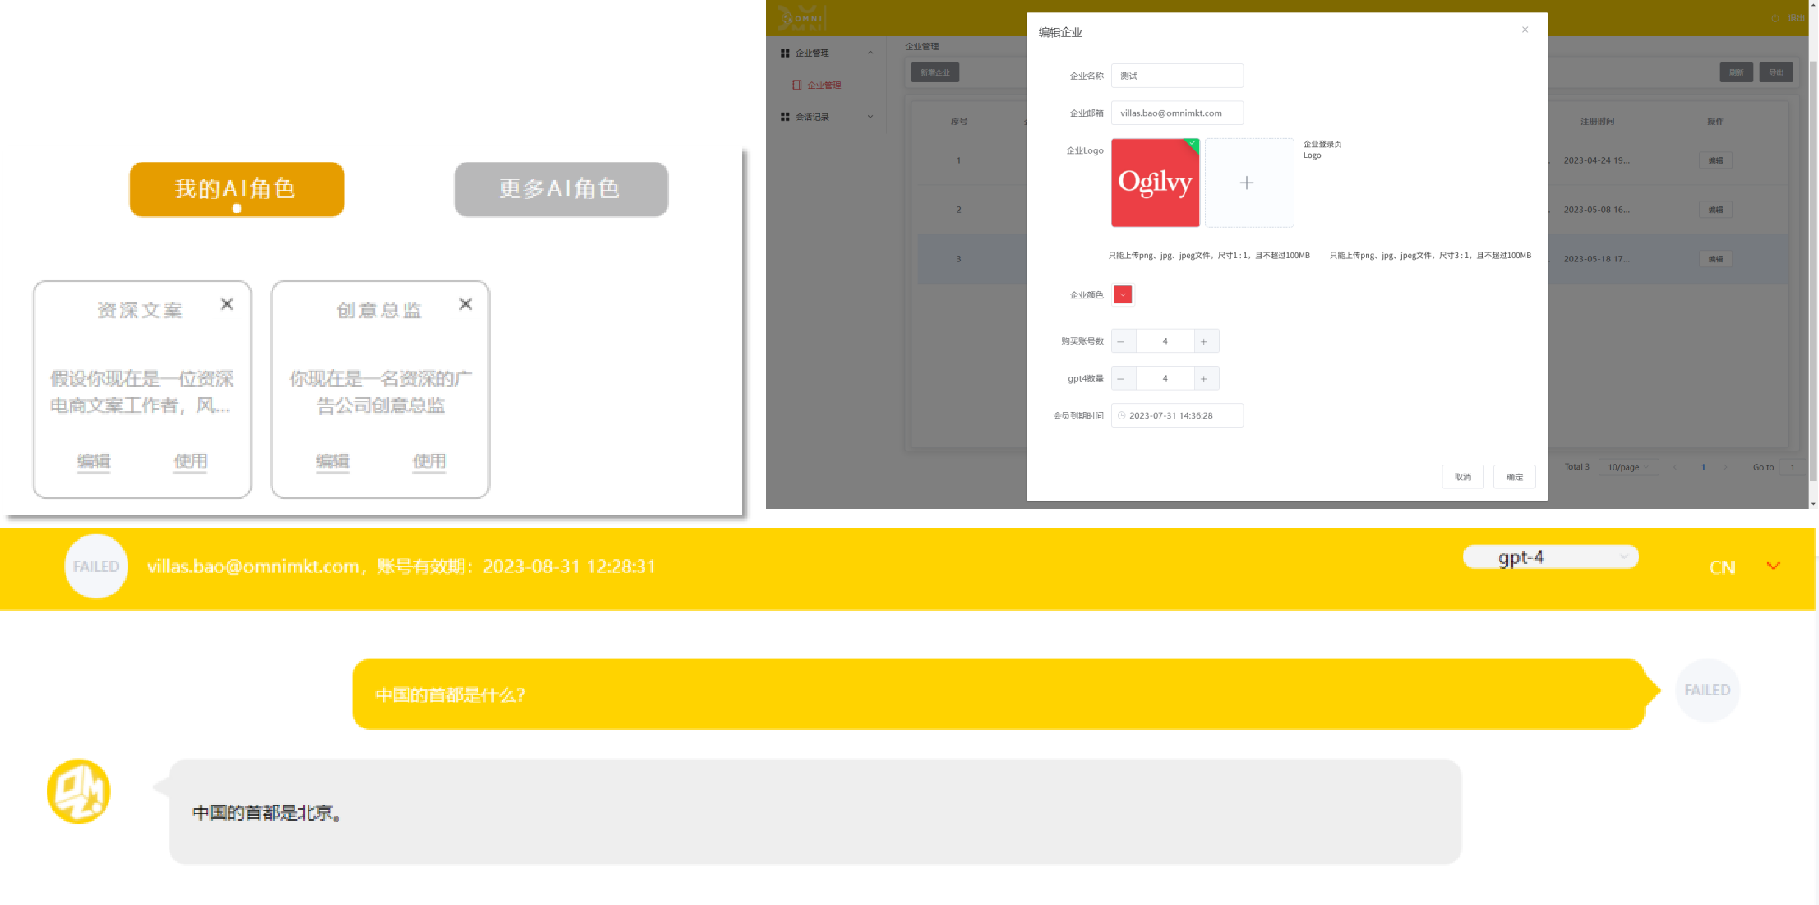 我的AI角色
更多AI角色
资深文案
假设你现在是一位资深
电商文案工作者，风...
编辑 使用
创意总监
你现在是一名资深的广
告公司创意总监
编辑 使用
OMNI
企业管理
企业管理
会话记录
企业管理
新增企业
序号
1
2
3
编辑企业
企业名称 测试
企业邮箱 villas.bao@omnimkt.com
企业Logo
Ogilvy
企业登录页
Logo
只能上传png、jpg、jpeg文件，尺寸1:1，且不超过100MB
只能上传png、jpg、jpeg文件，尺寸3:1，且不超过100MB
企业颜色
购买账号数 4
gpt4数量 4
会员到期时间 2023-07-31 14:36:28
取消 确定
刷新 导出
注册时间 操作
2023-04-24 15... 编辑
2023-05-08 16... 编辑
2023-05-18 17... 编辑
Total 3 10/page 1 Go to 1
FAILED villas.bao@omnimkt.com，账号有效期：2023-08-31 12:28:31
gpt-4
CN
中国的首都是什么?
FAILED
中国的首都是北京。